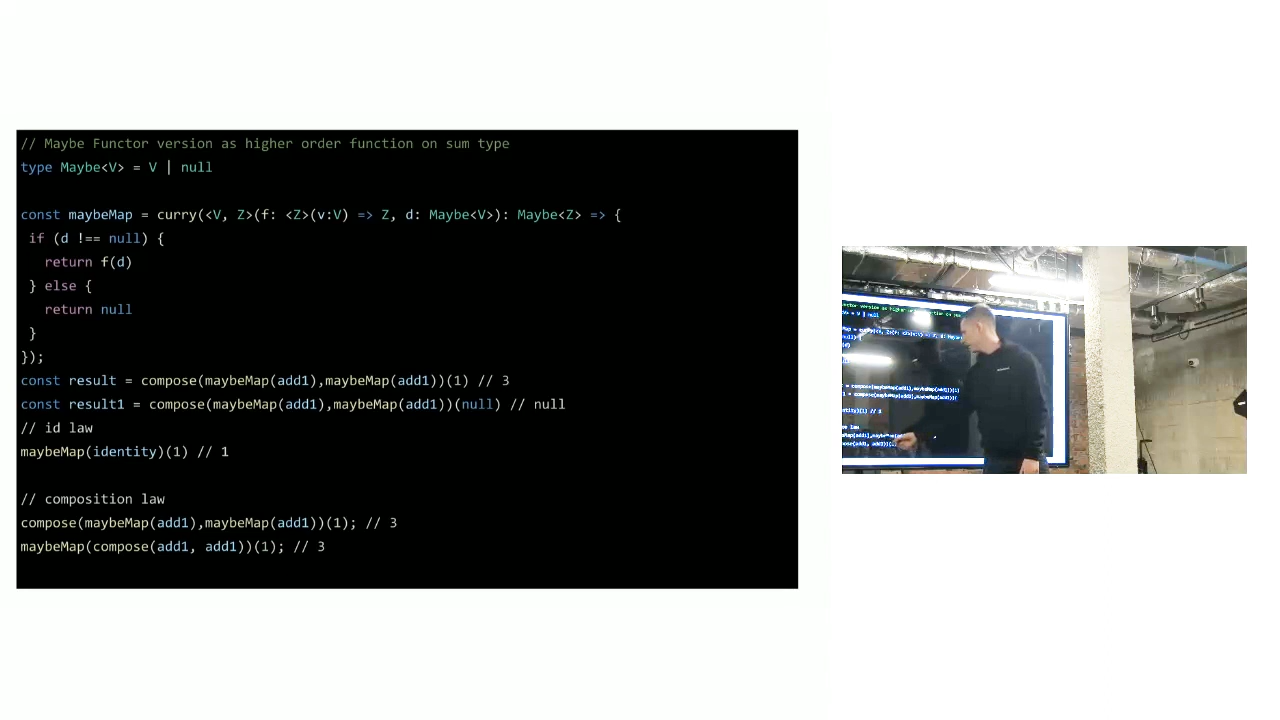 // Maybe Functor version as higher order function on sum type
type Maybe<V> = V | null
const maybeMap = curry(<V, Z>(f: <Z>(v:V) => Z, d: Maybe<V>): Maybe<Z> => {
if (d !== null) {
return f(d)
} else {
return null
}
});
const result = compose(maybeMap(add1),maybeMap(add1))(1) // 3
const result1 = compose(maybeMap(add1),maybeMap(add1))(null) // null
// id law
maybeMap(identity)(1) // 1
// composition law
compose(maybeMap(add1),maybeMap(add1))(1); // 3
maybeMap(compose(add1, add1))(1); // 3